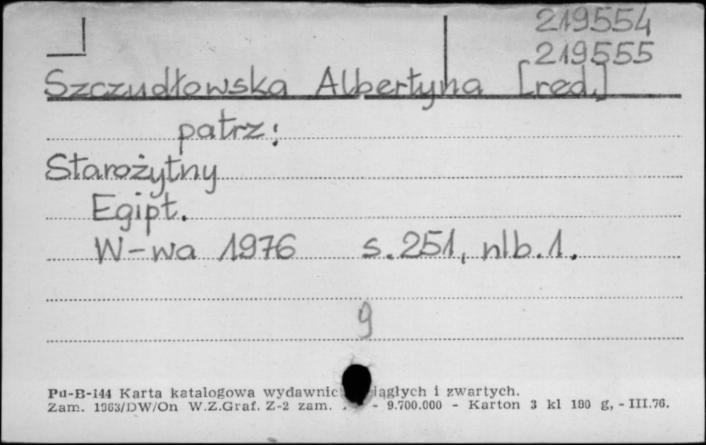 219554
219555
Szczudłowska Albertyna [red.]
patrz:
Starożytny
Egipt.
W-wa 1976 s. 251, nlb. 1.
9
Pu-B-144 Karta katalogowa wydawnic iągłych i zwartych.
Zam. 1963/DW/On W.Z.Graf. Z-2 zam. - 9.700.000 - Karton 3 kl 180 g, - III.76.